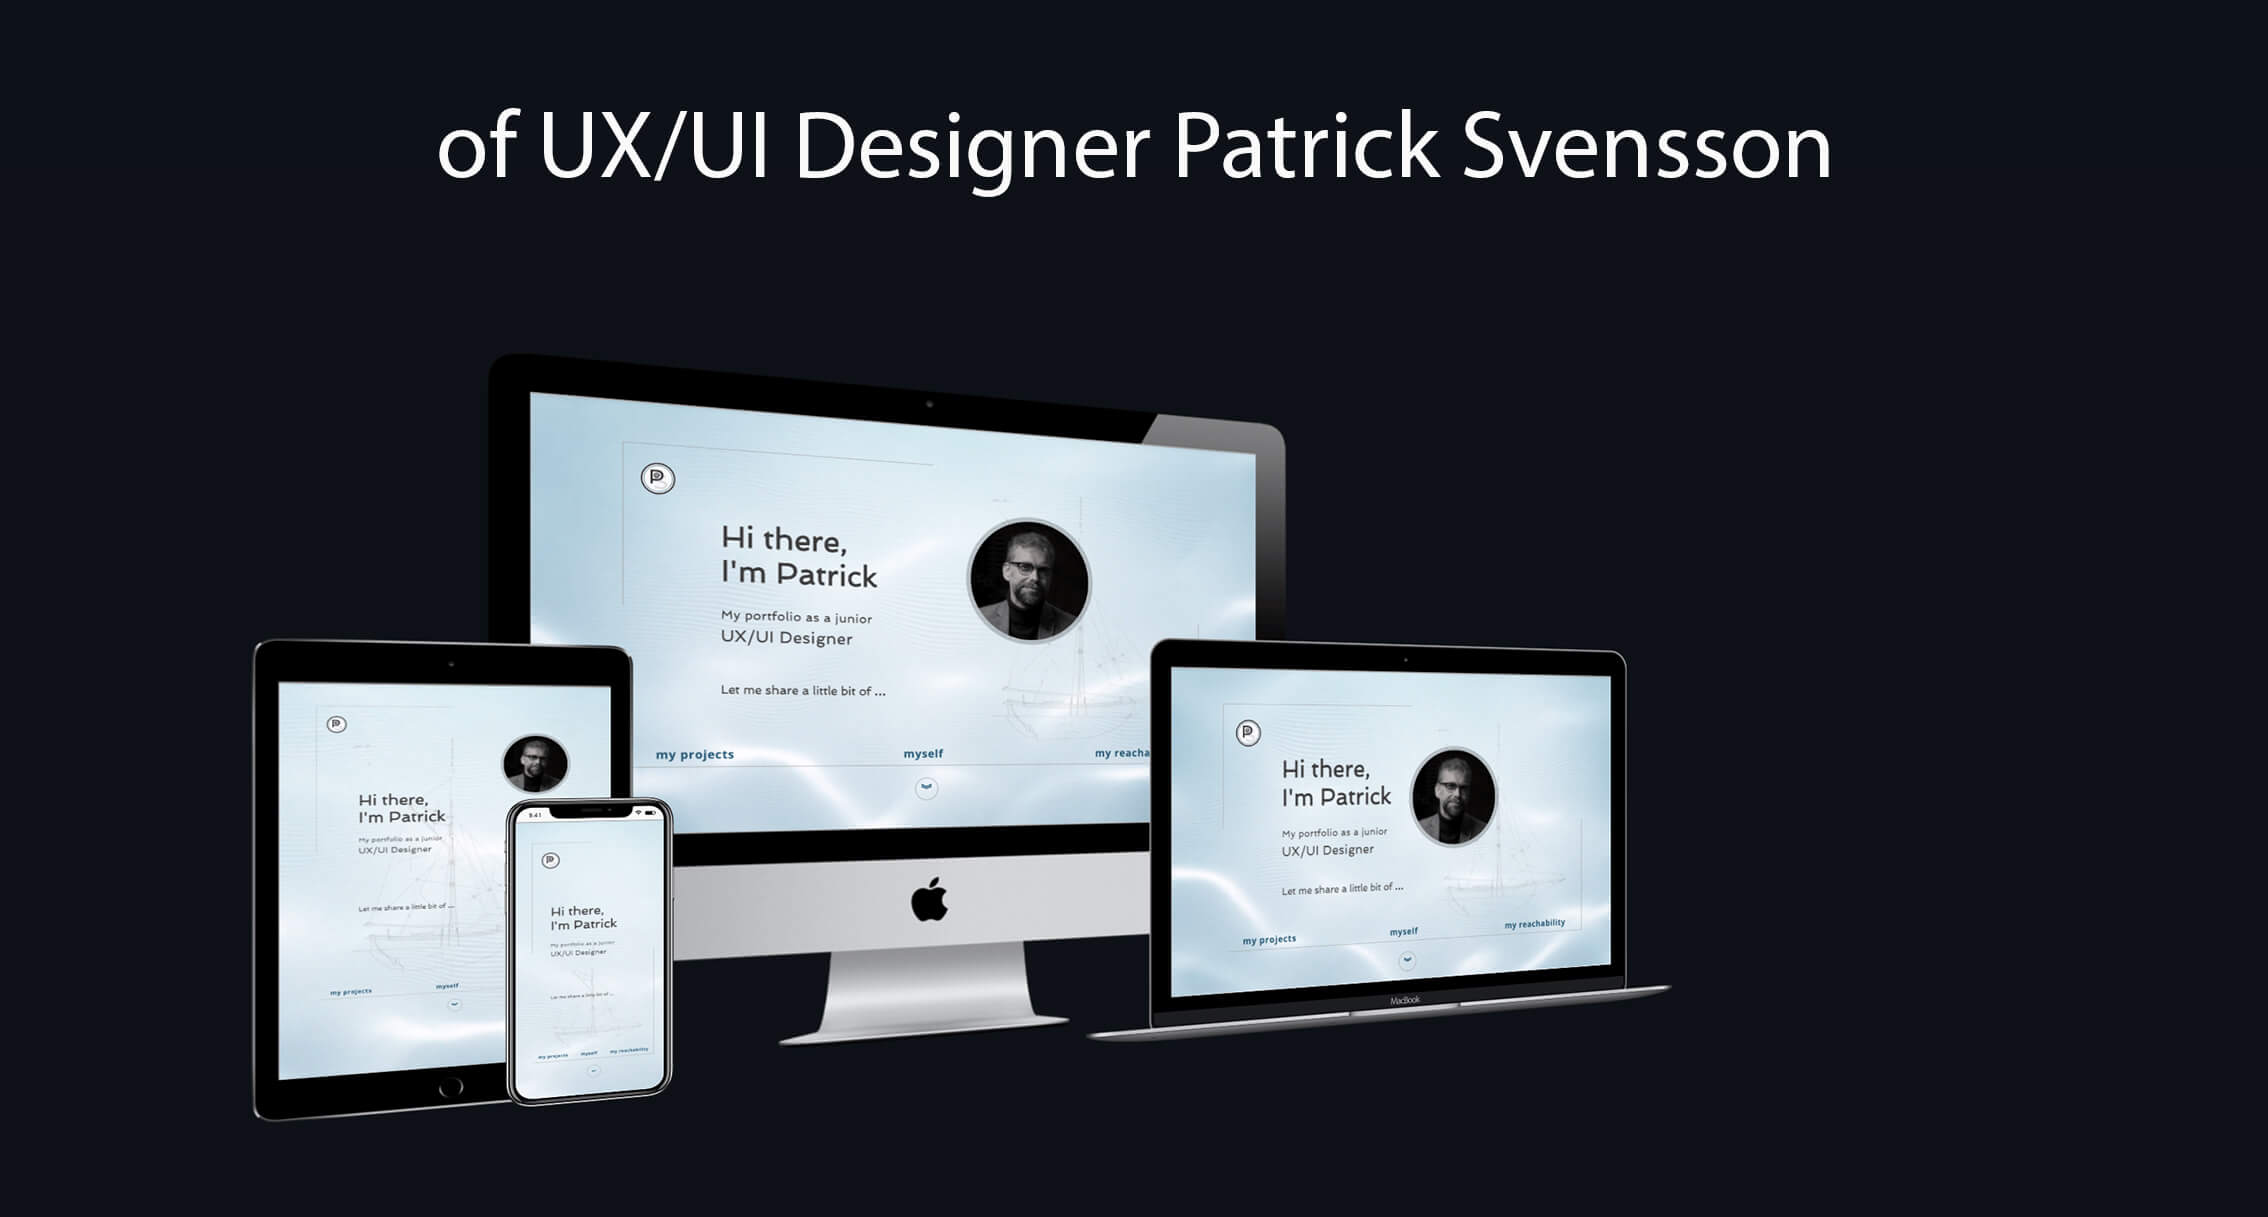 of UX/UI Designer Patrick Svensson
P
Hi there,
I'm Patrick
My portfolio as a junior
UX/UI Designer
Let me share a little bit of ...
my projects
myself
my reacha
P
Hi there,
I'm Patrick
My portfolio as a junior
UX/UI Designer
Let me share a little bit of ...
my projects
myself
9:41
P
Hi there,
I'm Patrick
My portfolio as a junior
UX/UI Designer
Let me share a little bit of ...
my projects
myself
my reachability
P
Hi there,
I'm Patrick
My portfolio as a junior
UX/UI Designer
Let me share a little bit of ...
my projects
myself
my reachability
MacBook